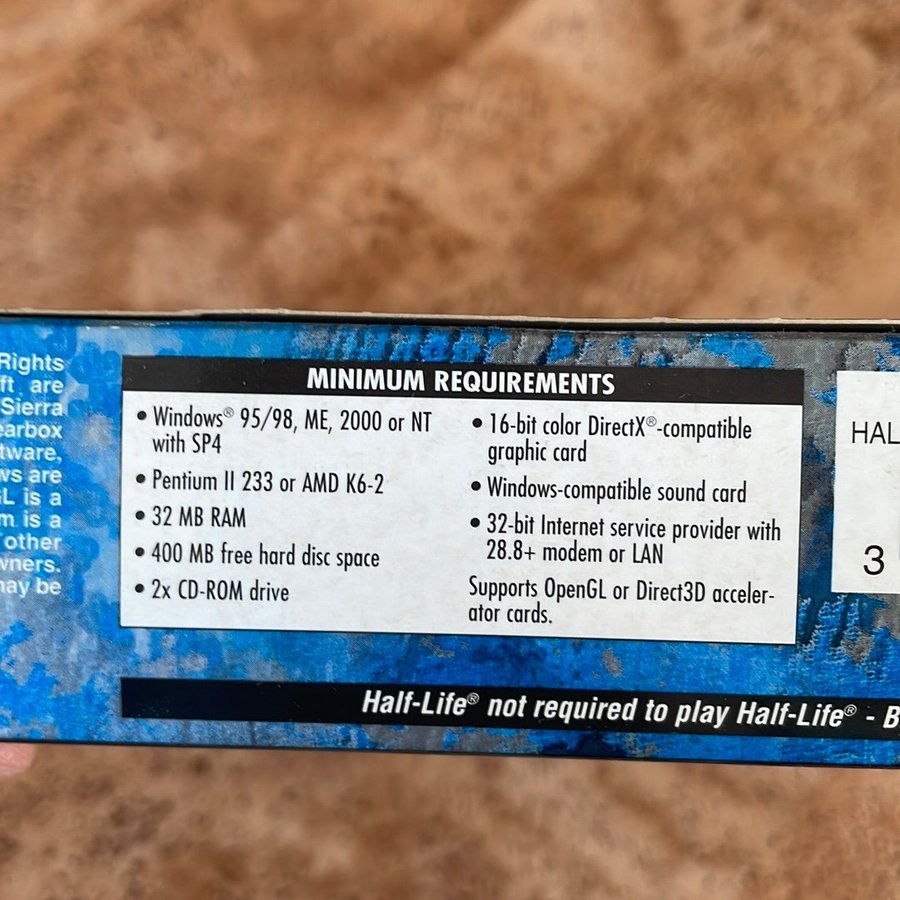 Rights
ft are
Sierra
earbox
tware,
ws are
L is a
m is a
other
wners.
may be
MINIMUM REQUIREMENTS
• Windows® 95/98, ME, 2000 or NT
with SP4
• Pentium II 233 or AMD K6-2
• 32 MB RAM
• 400 MB free hard disc space
• 2x CD-ROM drive
• 16-bit color DirectX®-compatible
graphic card
• Windows-compatible sound card
• 32-bit Internet service provider with
28.8+ modem or LAN
Supports OpenGL or Direct3D acceler-
ator cards.
HAL
3
Half-Life® not required to play Half-Life® - B